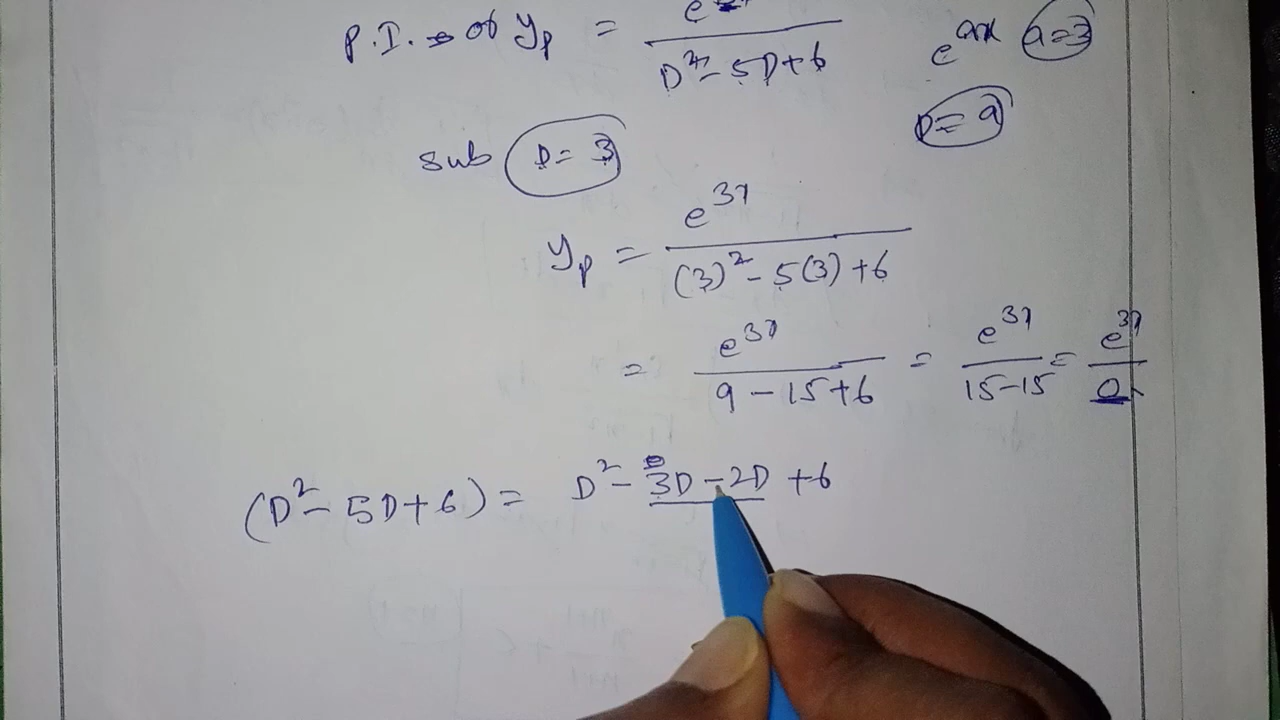 P.I. of yp = e / D² - 5D + 6
e^ax a=3
D=a
sub D = 3
yp = e^3x / (3)² - 5(3) + 6
= e^3x / 9 - 15 + 6 = e^3x / 15-15 = e^3x / 0
(D² - 5D + 6) = D² - 3D - 2D + 6